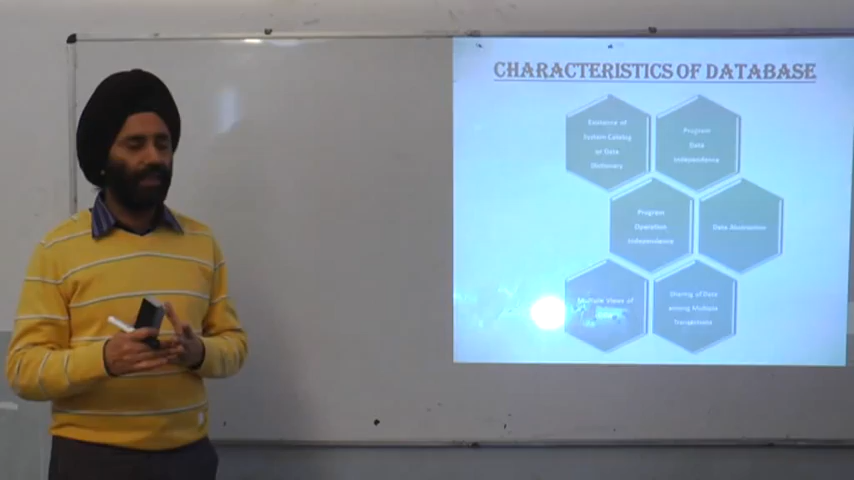 CHARACTERISTICS OF DATABASE
Existence of
System Catalog
or Data
Dictionary
Program
Data
Independence
Program
Operation
Independence
Data Abstraction
Multiple Views of
Sharing of Data
among Multiple